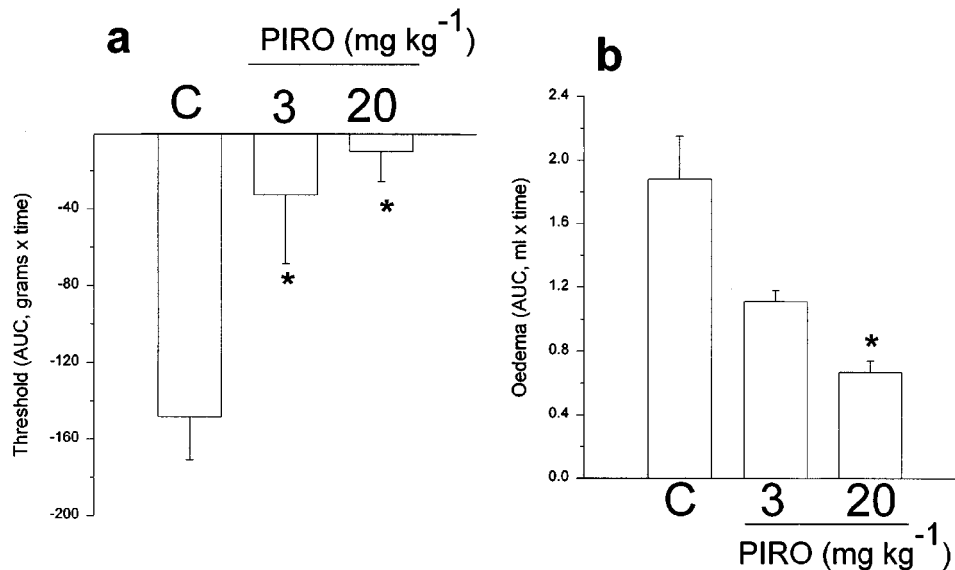 a
PIRO (mg kg-1)
C 3 20
Threshold (AUC, grams x time)
-40
-80
-120
-160
-200
*
*
b
Oedema (AUC, ml x time)
2.4
2.0
1.6
1.2
0.8
0.4
0.0
*
C 3 20
PIRO (mg kg-1)